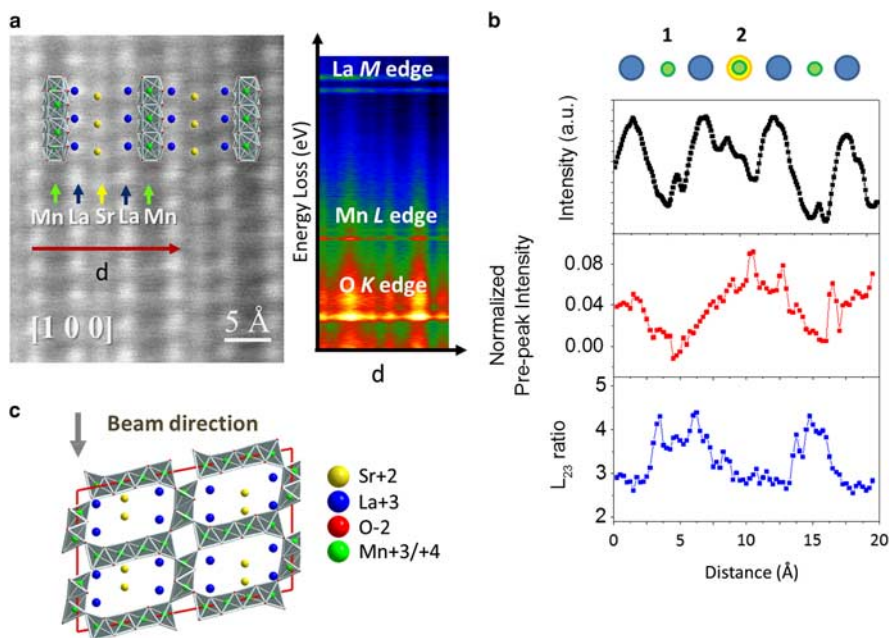 a
Mn La Sr La Mn
d
[1 0 0]
5 Å
Energy Loss (eV)
La M edge
Mn L edge
O K edge
d
b
1 2
Intensity (a.u.)
Normalized
Pre-peak Intensity
0.08
0.04
0.00
L23 ratio
5
4
3
2
0 5 10 15 20
Distance (Å)
c
Beam direction
Sr+2
La+3
O-2
Mn+3/+4